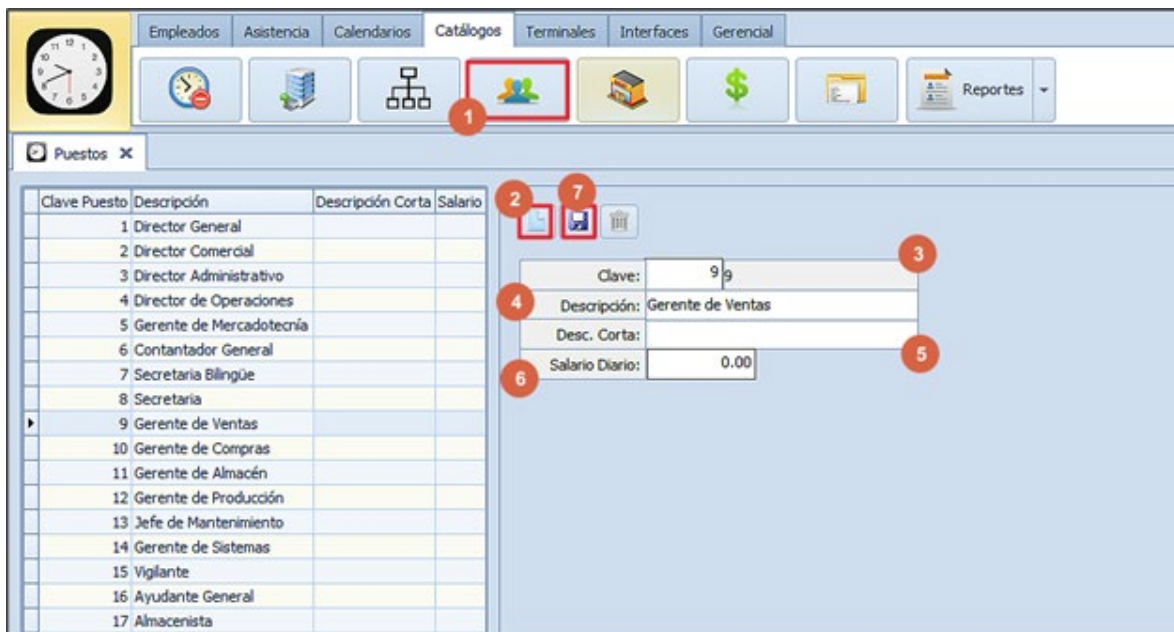 Empleados Asistencia Calendarios Catálogos Terminales Interfaces Gerencial
1
Reportes
Puestos
Clave Puesto Descripción Descripción Corta Salario
1 Director General
2 Director Comercial
3 Director Administrativo
4 Director de Operaciones
5 Gerente de Mercadotecnía
6 Contantador General
7 Secretaria Bilingüe
8 Secretaria
9 Gerente de Ventas
10 Gerente de Compras
11 Gerente de Almacén
12 Gerente de Producción
13 Jefe de Mantenimiento
14 Gerente de Sistemas
15 Vigilante
16 Ayudante General
17 Almacenista
2 7
3
Clave: 9 9
4 Descripción: Gerente de Ventas
Desc. Corta:
5
6 Salario Diario: 0.00